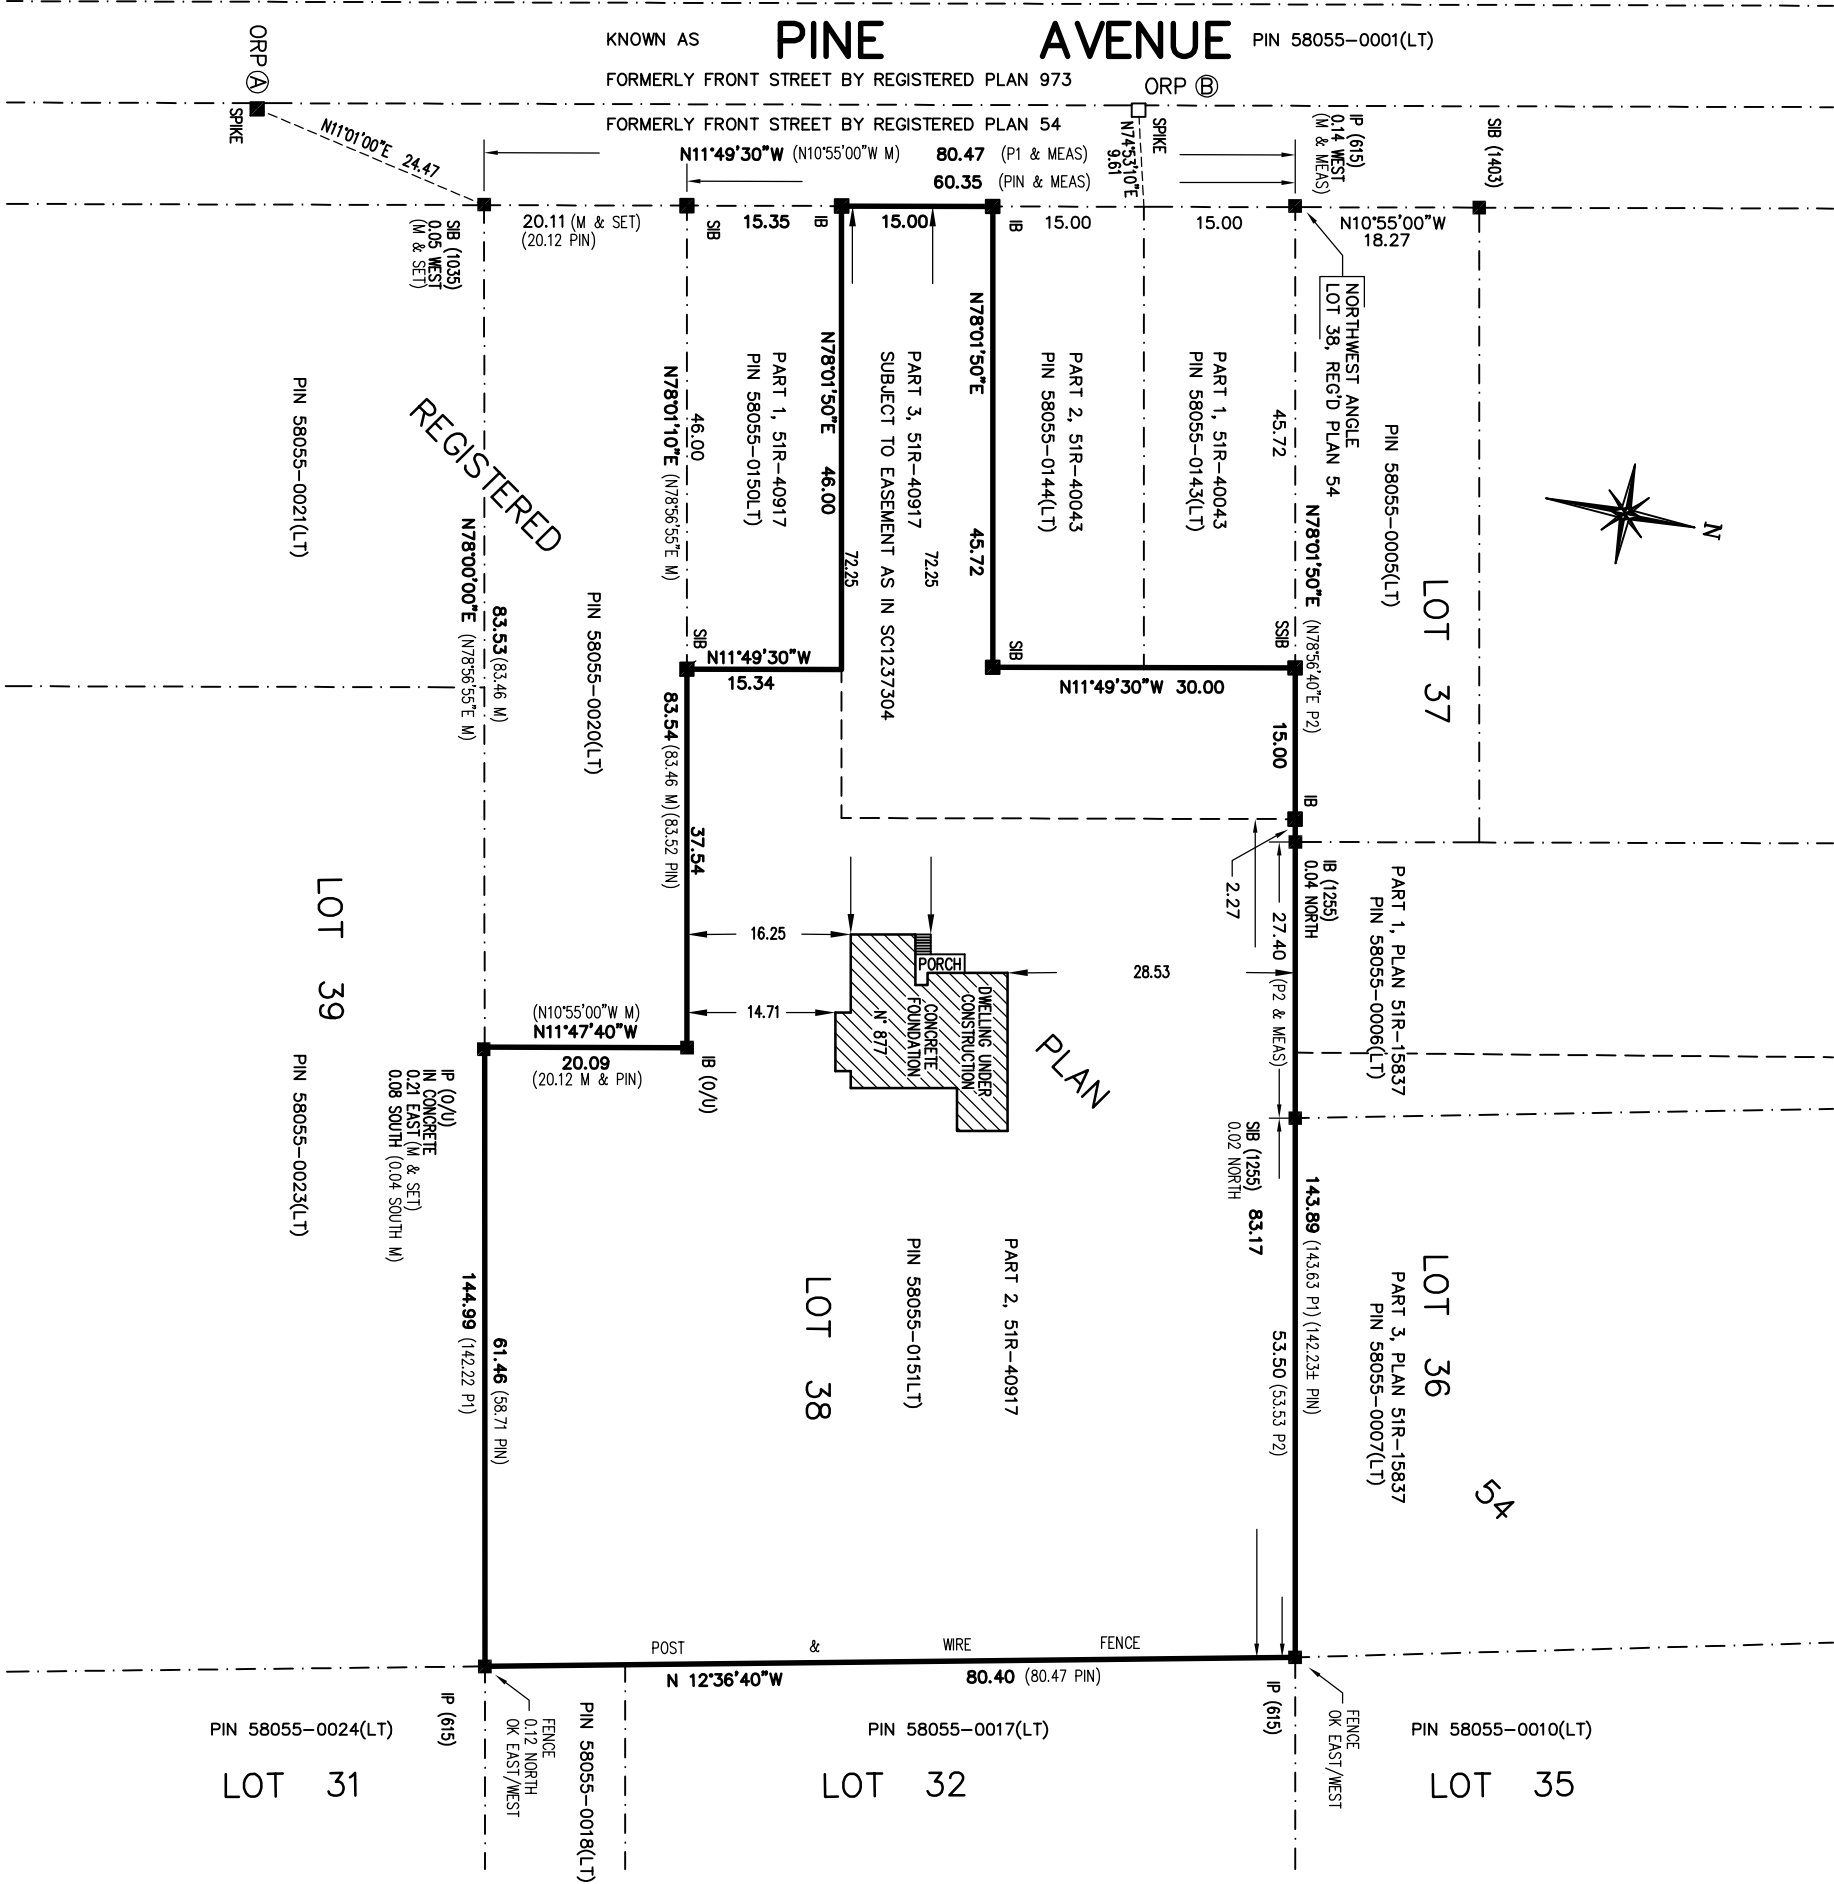 KNOWN AS PINE AVENUE PIN 58055-0001(LT)
FORMERLY FRONT STREET BY REGISTERED PLAN 973
ORP Ⓐ
ORP Ⓑ
FORMERLY FRONT STREET BY REGISTERED PLAN 54
SPIKE
N11°01'00"E 24.47
N11°49'30"W (N10°55'00"W M) 80.47 (P1 & MEAS)
60.35 (PIN & MEAS)
SPIKE
N74°53'10"E
9.61
IP (615)
0.14 WEST
(M & MEAS)
SIB (1403)
SIB (1035)
0.05 WEST
(M & SET)
20.11 (M & SET)
(20.12 PIN)
SIB
15.35
IB
15.00
IB
15.00
15.00
N10°55'00"W
18.27
NORTHWEST ANGLE
LOT 38, REG'D PLAN 54
PIN 58055-0021(LT)
REGISTERED
46.00
N78°01'10"E (N78°56'55"E M)
PART 1, 51R-40917
PIN 58055-0150LT)
N78°01'50"E 46.00
72.25
PART 3, 51R-40917
SUBJECT TO EASEMENT AS IN SC1237304
72.25
N78°01'50"E 45.72
PART 2, 51R-40043
PIN 58055-0144(LT)
PART 1, 51R-40043
PIN 58055-0143(LT)
45.72
N78°01'50"E (N78°56'40"E P2)
PIN 58055-0005(LT)
LOT 37
N
N78°00'00"E (N78°56'55"E M)
83.53 (83.46 M)
PIN 58055-0020(LT)
SIB
N11°49'30"W
15.34
SIB
N11°49'30"W 30.00
SSIB
15.00
IB
83.54 (83.46 M)(83.52 PIN)
37.54
2.27
IB (1255)
0.04 NORTH
27.40 (P2 & MEAS)
PART 1, PLAN 51R-15837
PIN 58055-0006(LT)
LOT 39
16.25
14.71
PORCH
DWELLING UNDER
CONSTRUCTION
CONCRETE
FOUNDATION
N° 877
28.53
PLAN
(N10°55'00"W M)
N11°47'40"W
20.09
(20.12 M & PIN)
IB (O/U)
IP (O/U)
IN CONCRETE
0.21 EAST (M & SET)
0.08 SOUTH (0.04 SOUTH M)
PIN 58055-0023(LT)
SIB (1255)
0.02 NORTH
83.17
143.89 (143.63 P1) (142.23± PIN)
53.50 (53.53 P2)
LOT 36
PART 3, PLAN 51R-15837
PIN 58055-0007(LT)
54
144.99 (142.22 P1)
61.46 (58.71 PIN)
LOT 38
PIN 58055-0151LT)
PART 2, 51R-40917
POST & WIRE FENCE
N 12°36'40"W 80.40 (80.47 PIN)
IP (615)
FENCE
0.12 NORTH
OK EAST/WEST
PIN 58055-0018(LT)
IP (615)
FENCE
OK EAST/WEST
PIN 58055-0024(LT)
PIN 58055-0017(LT)
PIN 58055-0010(LT)
LOT 31
LOT 32
LOT 35